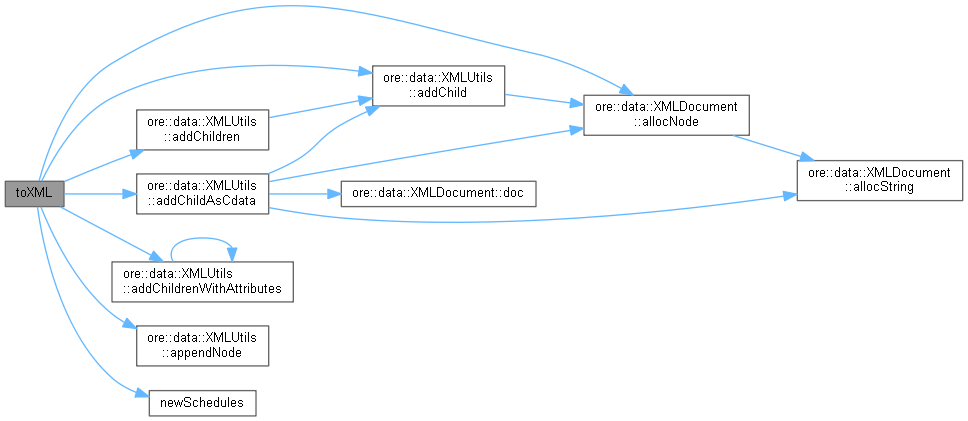 toXML
ore::data::XMLUtils
::addChildren
ore::data::XMLUtils
::addChildAsCdata
ore::data::XMLUtils
::addChildrenWithAttributes
ore::data::XMLUtils
::appendNode
newSchedules
ore::data::XMLUtils
::addChild
ore::data::XMLDocument::doc
ore::data::XMLDocument
::allocNode
ore::data::XMLDocument
::allocString